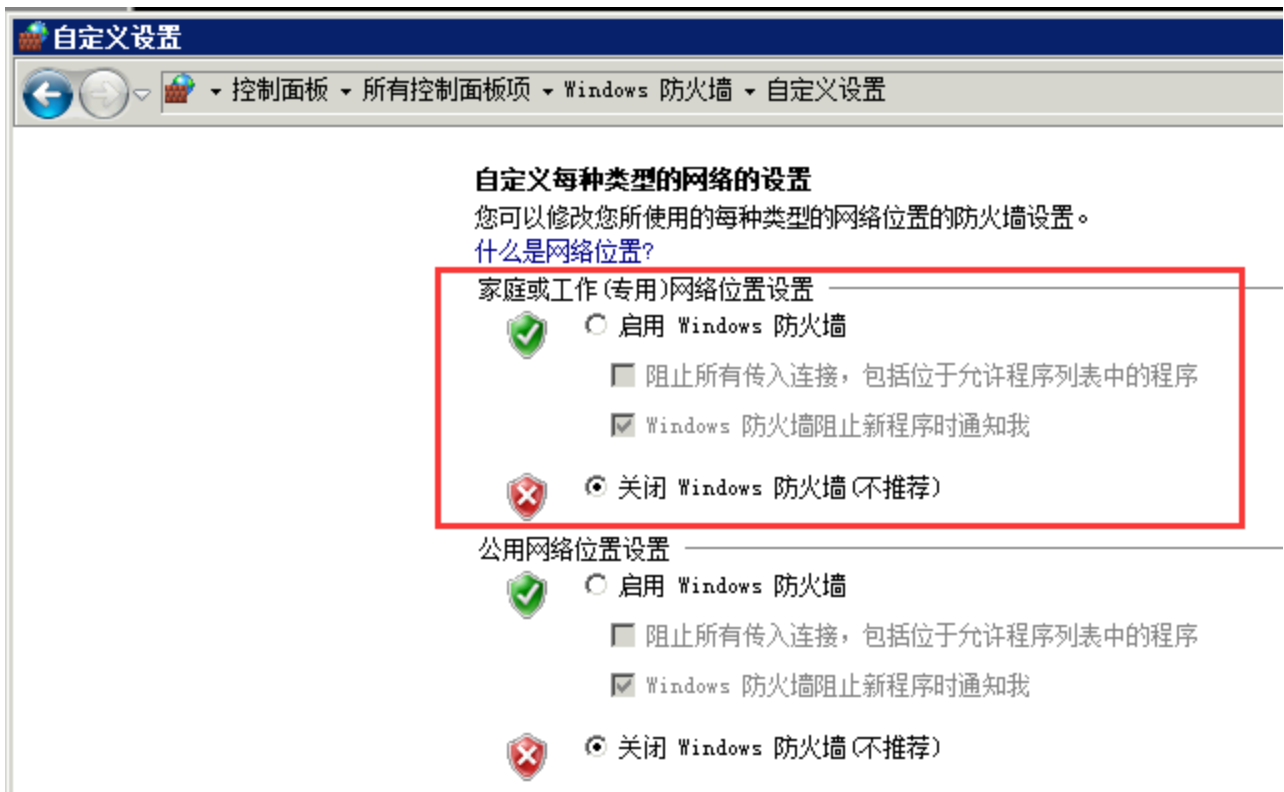 自定义设置
控制面板 所有控制面板项 Windows 防火墙 自定义设置
自定义每种类型的网络的设置
您可以修改您所使用的每种类型的网络位置的防火墙设置。
什么是网络位置?
家庭或工作(专用)网络位置设置
启用 Windows 防火墙
阻止所有传入连接，包括位于允许程序列表中的程序
Windows 防火墙阻止新程序时通知我
关闭 Windows 防火墙(不推荐)
公用网络位置设置
启用 Windows 防火墙
阻止所有传入连接，包括位于允许程序列表中的程序
Windows 防火墙阻止新程序时通知我
关闭 Windows 防火墙(不推荐)